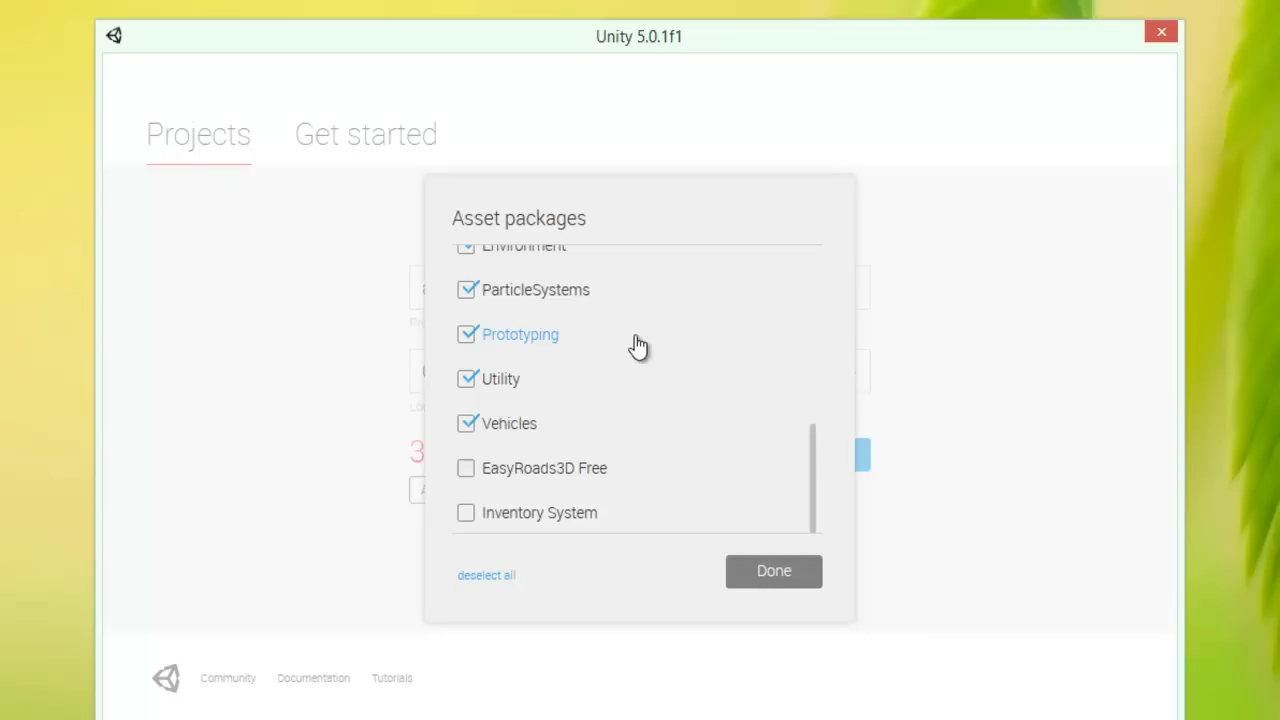 Unity 5.0.1f1
Projects Get started
Asset packages
Environment
ParticleSystems
Prototyping
Utility
Vehicles
3
EasyRoads3D Free
Inventory System
deselect all
Done
Community Documentation Tutorials